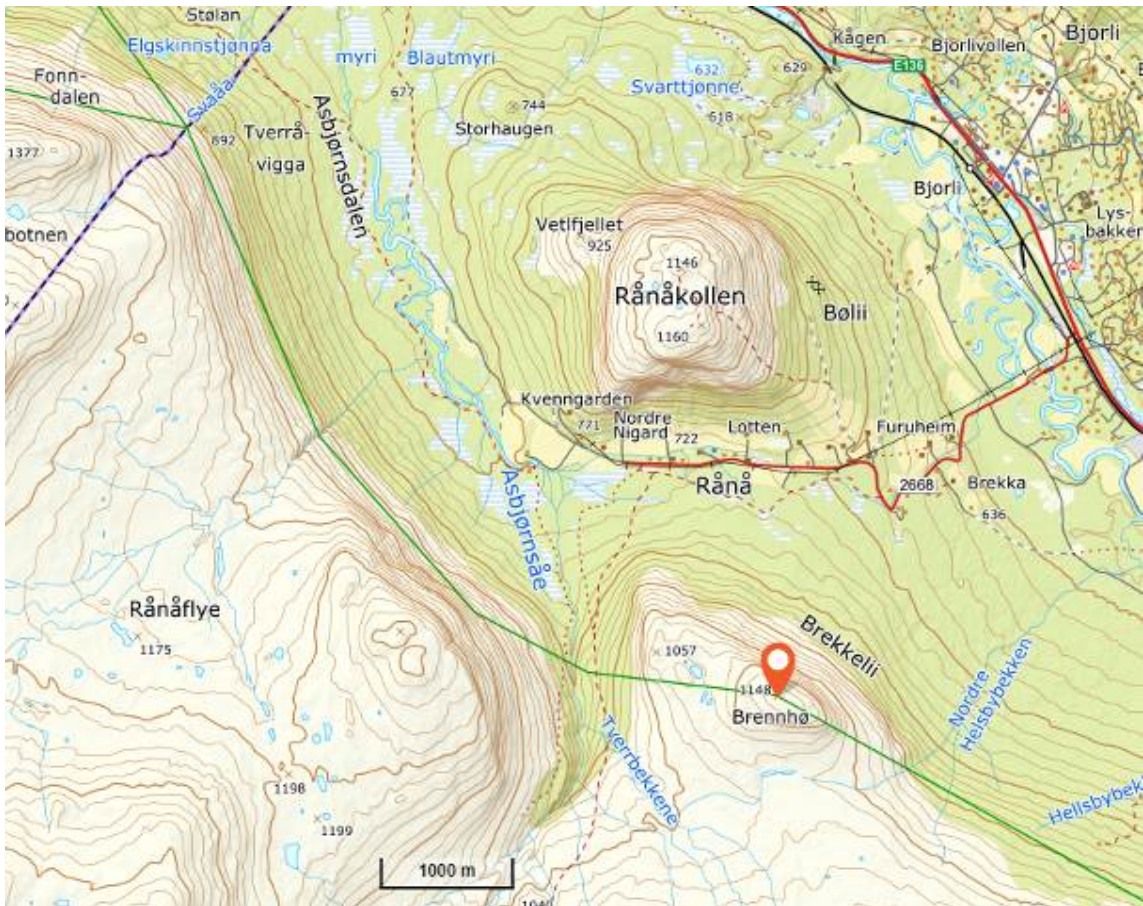 Stølan
Elgskinnstjønna
myri
Blautmyri
Kågen
Bjorlivollen
Bjorli
E136
Fonn-
dalen
Svaåa
677
632
629
Svarttjønne
744
Storhaugen
618
692
Tverrå-
vigga
Asbjørnsdalen
1377
Bjorli
Lys-
bakken
botnen
Vetlfjellet
925
1146
Rånåkollen
Bølii
1160
Kvenngarden
771
Nordre
Nigard
722
Lotten
Furuheim
Rånå
2668
Brekka
636
Asbjørnsåe
Rånåflye
1175
1057
Brekkelii
1148
Brennhø
Nordre
Helsbybekken
Tverrbekkene
1198
1199
1000 m